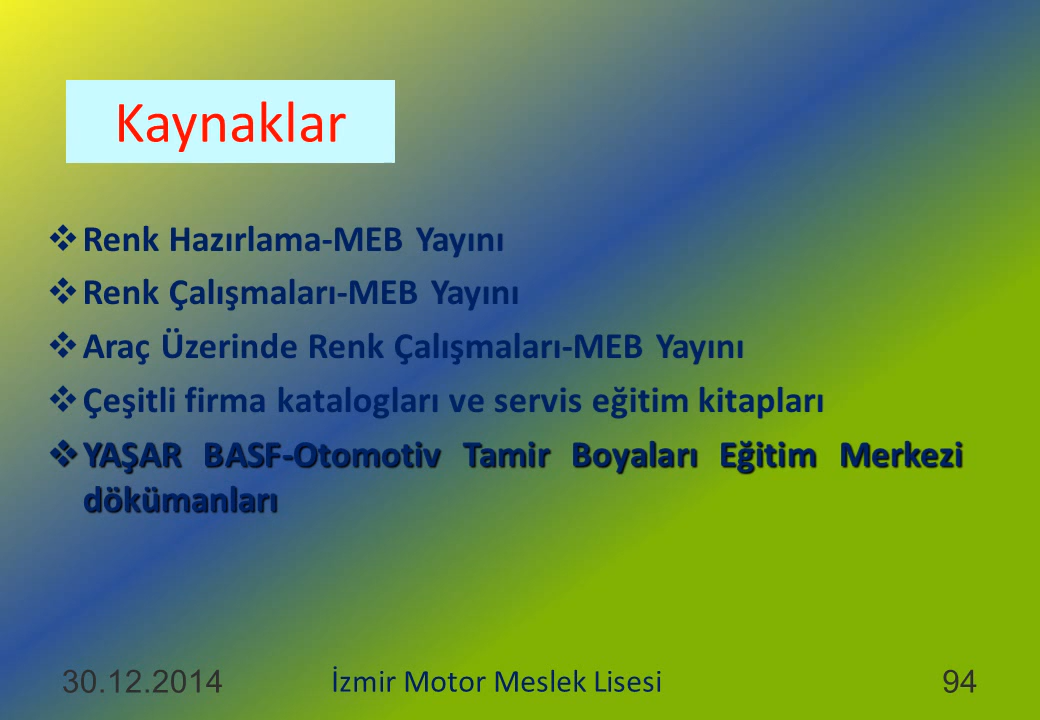 Kaynaklar
❖Renk Hazırlama-MEB Yayını
❖Renk Çalışmaları-MEB Yayını
❖Araç Üzerinde Renk Çalışmaları-MEB Yayını
❖Çeşitli firma katalogları ve servis eğitim kitapları
❖YAŞAR BASF-Otomotiv Tamir Boyaları Eğitim Merkezi
dökümanları
30.12.2014 İzmir Motor Meslek Lisesi 94